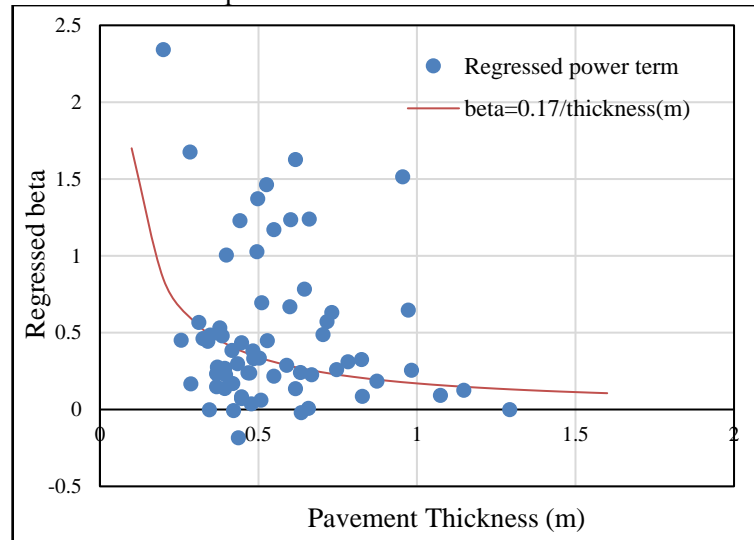 2.5
2
1.5
1
0.5
0
-0.5
Regressed beta
Regressed power term
beta=0.17/thickness(m)
0 0.5 1 1.5 2
Pavement Thickness (m)